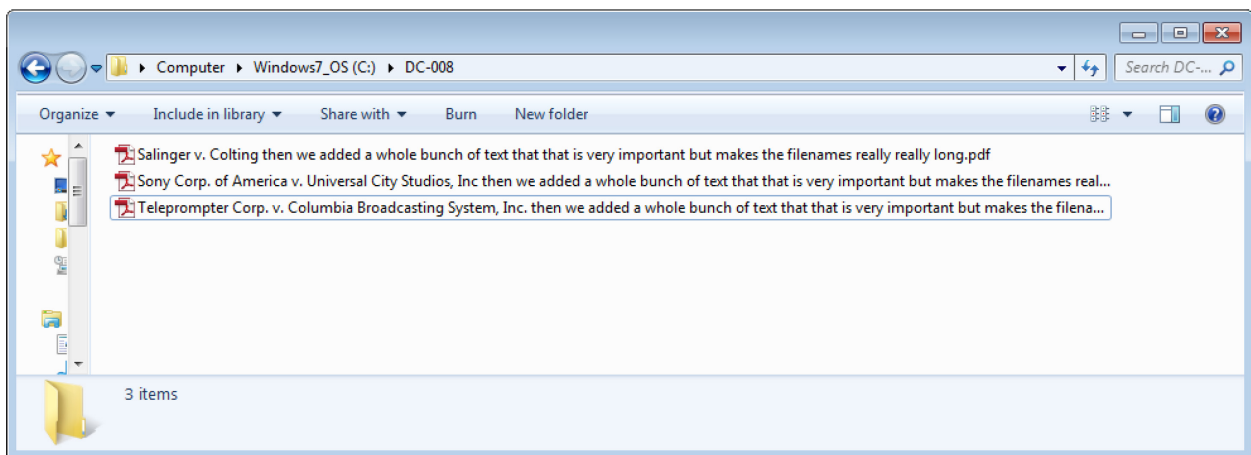 Computer ▸ Windows7_OS (C:) ▸ DC-008
Search DC-...
Organize Include in library Share with Burn New folder
Salinger v. Colting then we added a whole bunch of text that that is very important but makes the filenames really really long.pdf
Sony Corp. of America v. Universal City Studios, Inc then we added a whole bunch of text that that is very important but makes the filenames real...
Teleprompter Corp. v. Columbia Broadcasting System, Inc. then we added a whole bunch of text that that is very important but makes the filena...
3 items